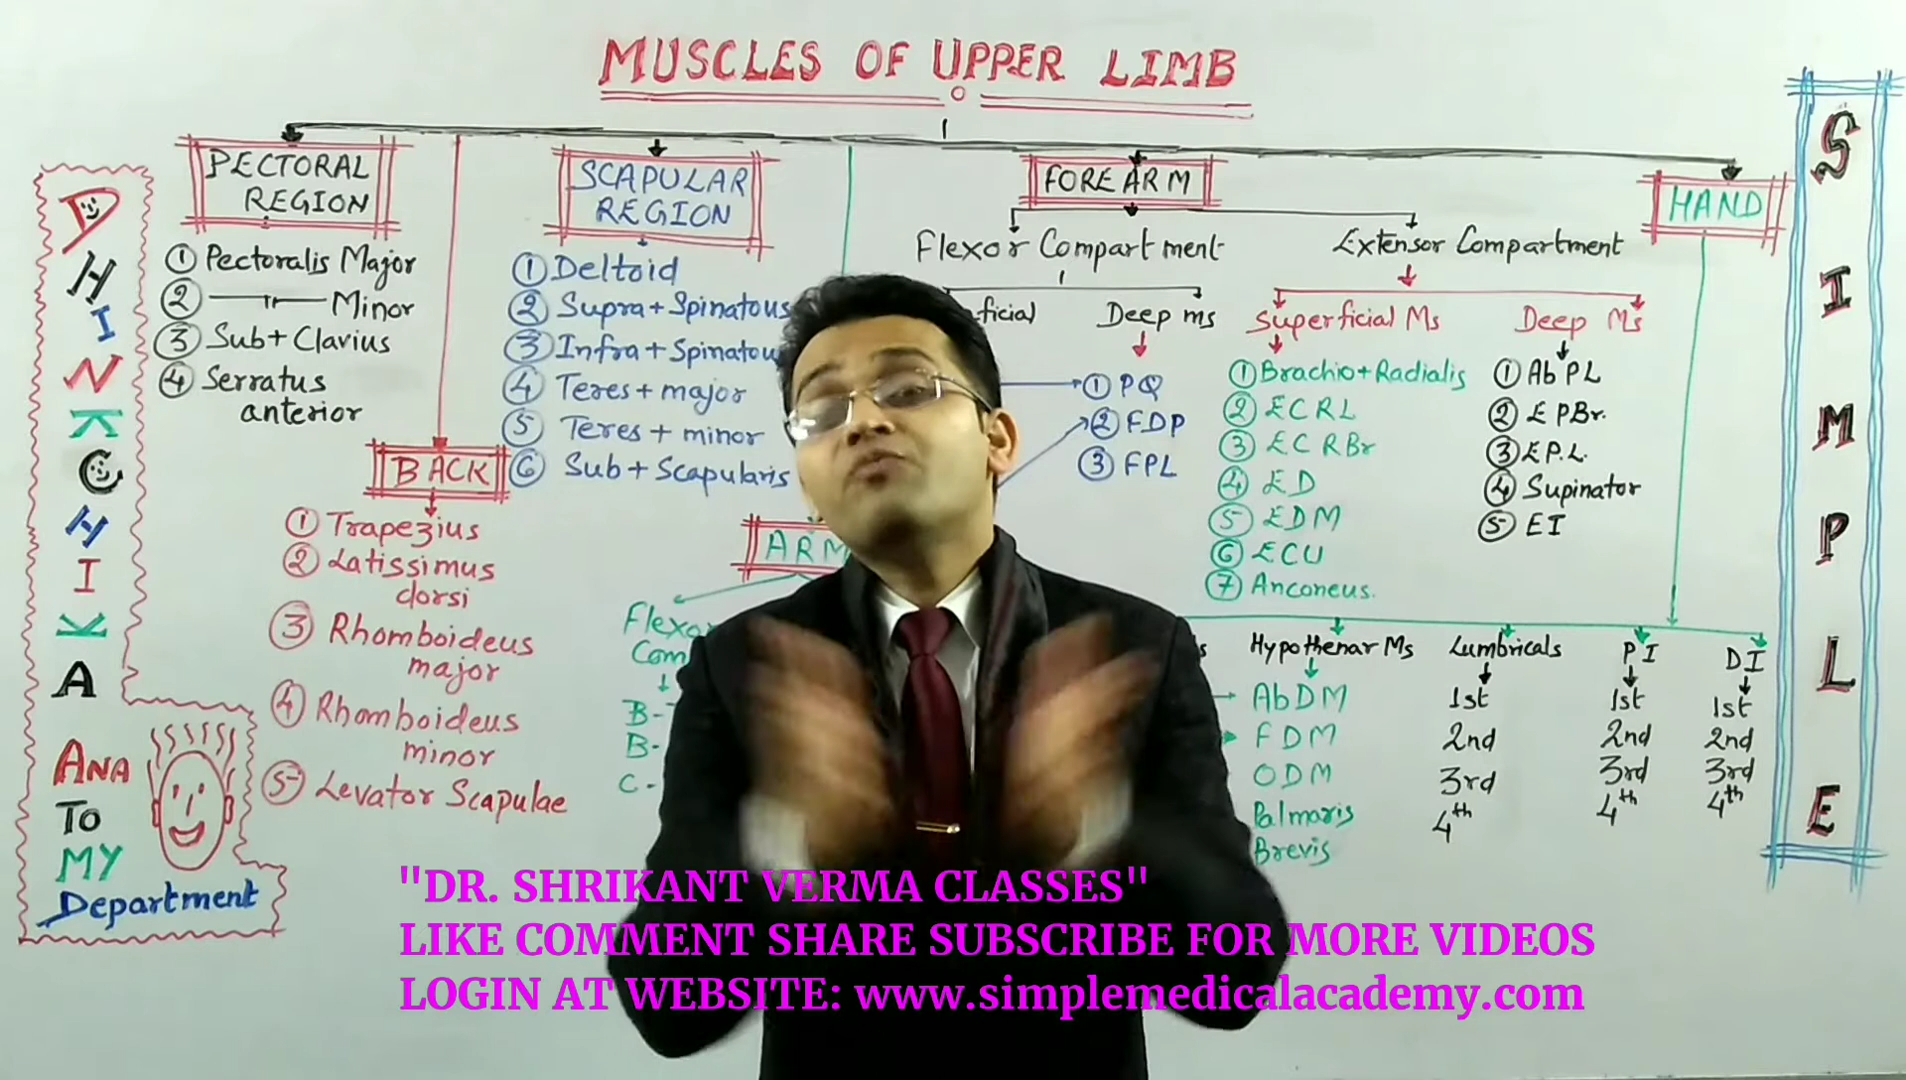 MUSCLES OF UPPER LIMB
PECTORAL
REGION
① Pectoralis Major
② —〃— Minor
③ Sub + Clavius
④ Serratus
anterior
BACK
① Trapezius
② Latissimus
dorsi
③ Rhomboideus
major
④ Rhomboideus
minor
⑤ Levator Scapulae
SCAPULAR
REGION
① Deltoid
② Supra + Spinatous
③ Infra + Spinatou
④ Teres + major
⑤ Teres + minor
⑥ Sub + Scapularis
ARM
Flexo
Com
B-
B-
C-
FOREARM
Flexor Compartment
ficial
Deep ms
① PQ
② FDP
③ FPL
Extensor Compartment
Superficial Ms
① Brachio + Radialis
② ECRL
③ ECRBr
④ ED
⑤ EDM
⑥ ECU
⑦ Anconeus.
Deep Ms
① AbPL
② EPBr.
③ E.P.L.
④ Supinator
⑤ EI
HAND
s
Hypothenar Ms
AbDM
FDM
ODM
Palmaris
Brevis
Lumbricals
1st
2nd
3rd
4th
PI
1st
2nd
3rd
4th
DI
1st
2nd
3rd
4th
DHINKCHIKA
ANA
TO
MY
Department
SIMPLE
"DR. SHRIKANT VERMA CLASSES"
LIKE COMMENT SHARE SUBSCRIBE FOR MORE VIDEOS
LOGIN AT WEBSITE: www.simplemedicalacademy.com